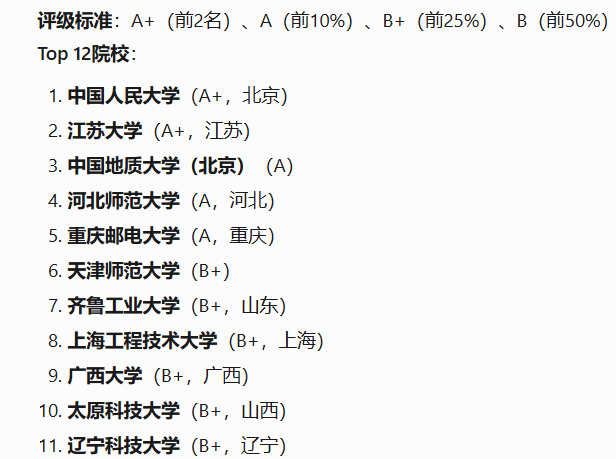 评级标准：A+（前2名）、A（前10%）、B+（前25%）、B（前50%）
Top 12院校：
1. 中国人民大学（A+，北京）
2. 江苏大学（A+，江苏）
3. 中国地质大学（北京）（A）
4. 河北师范大学（A，河北）
5. 重庆邮电大学（A，重庆）
6. 天津师范大学（B+）
7. 齐鲁工业大学（B+，山东）
8. 上海工程技术大学（B+，上海）
9. 广西大学（B+，广西）
10. 太原科技大学（B+，山西）
11. 辽宁科技大学（B+，辽宁）